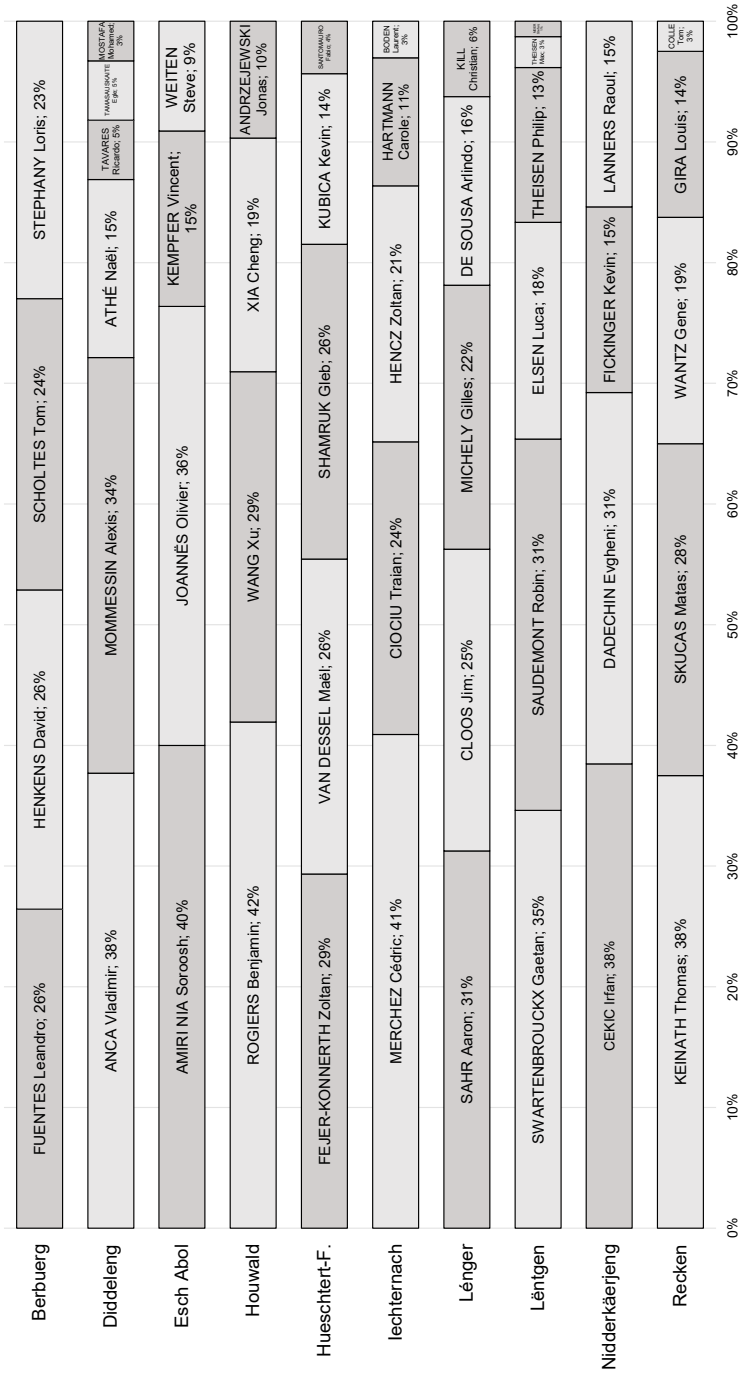 Berbuerg
FUENTES Leandro; 26%
HENKENS David; 26%
SCHOLTES Tom; 24%
STEPHANY Loris; 23%
Diddeleng
ANCA Vladimir; 38%
MOMMESSIN Alexis; 34%
ATHÉ Naël; 15%
TAVARES
Ricardo; 5%
TAMASAUSKAITE
Egle; 5%
MOSTAFA
Mohamed;
3%
Esch Abol
AMIRI NIA Soroosh; 40%
JOANNÈS Olivier; 36%
KEMPFER Vincent;
15%
WEITEN
Steve; 9%
Houwald
ROGIERS Benjamin; 42%
WANG Xu; 29%
XIA Cheng; 19%
ANDRZEJEWSKI
Jonas; 10%
Hueschtert-F.
FEJER-KONNERTH Zoltan; 29%
VAN DESSEL Maël; 26%
SHAMRUK Gleb; 26%
KUBICA Kevin; 14%
SANTOMAURO
Fabio; 4%
Iechternach
MERCHEZ Cédric; 41%
CIOCIU Traian; 24%
HENCZ Zoltan; 21%
HARTMANN
Carole; 11%
BODEN
Laurent;
3%
Lénger
SAHR Aaron; 31%
CLOOS Jim; 25%
MICHELY Gilles; 22%
DE SOUSA Arlindo; 16%
KILL
Christian; 6%
Lëntgen
SWARTENBROUCKX Gaetan; 35%
SAUDEMONT Robin; 31%
ELSEN Luca; 18%
THEISEN Philip; 13%
THEISEN
Max; 3%
Nidderkäerjeng
CEKIC Irfan; 38%
DADECHIN Evgheni; 31%
FICKINGER Kevin; 15%
LANNERS Raoul; 15%
Recken
KEINATH Thomas; 38%
SKUCAS Matas; 28%
WANTZ Gene; 19%
GIRA Louis; 14%
COLLE
Tom;
3%
0%
10%
20%
30%
40%
50%
60%
70%
80%
90%
100%